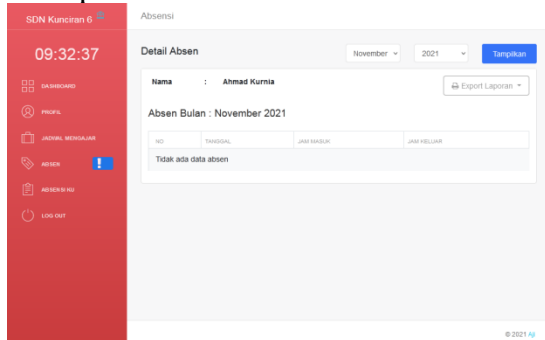 SDN Kunciran 6
Absensi
09:32:37
DASHBOARD
PROFIL
JADWAL MENGAJAR
ABSEN
!
ABSENSI KU
LOG OUT
Detail Absen
November
2021
Tampilkan
Nama : Ahmad Kurnia
Export Laporan
Absen Bulan : November 2021
NO TANGGAL JAM MASUK JAM KELUAR
Tidak ada data absen
© 2021 Aji